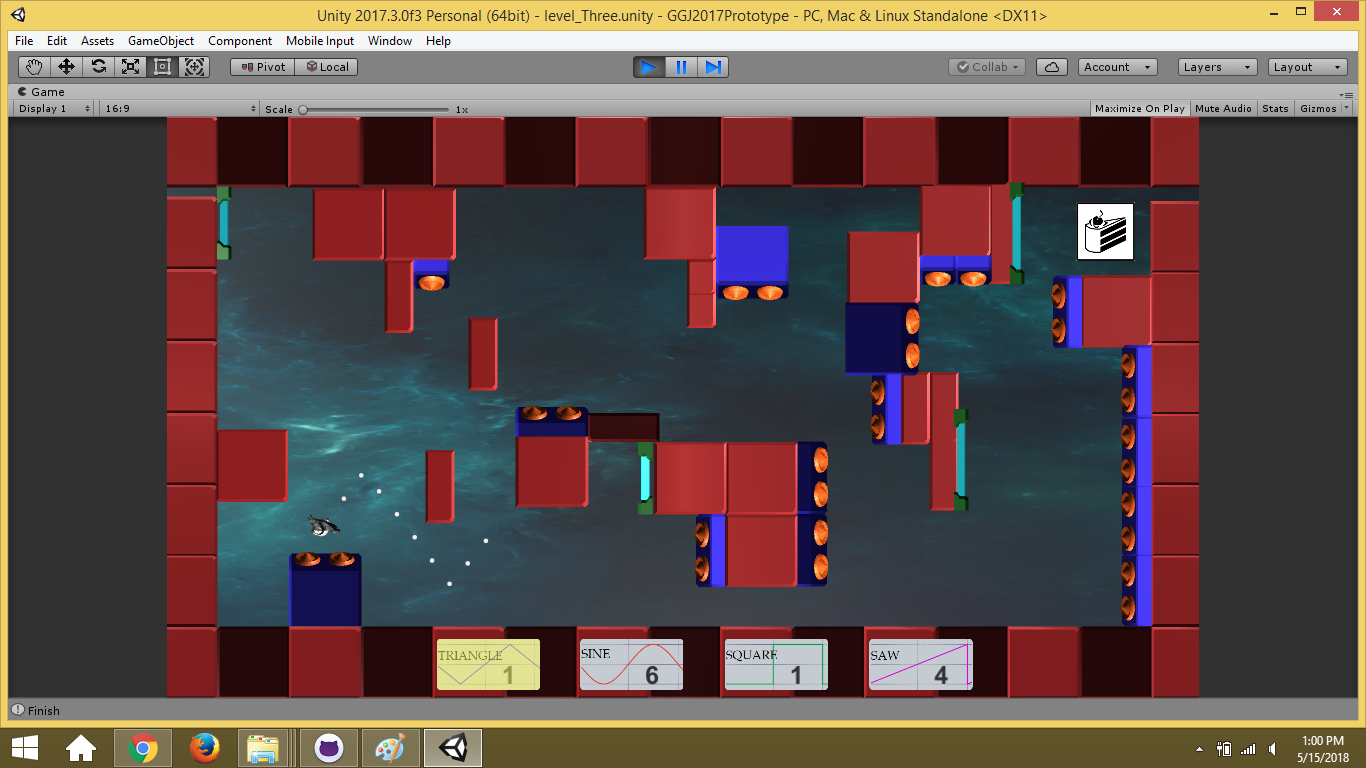 Unity 2017.3.0f3 Personal (64bit) - level_Three.unity - GGJ2017Prototype - PC, Mac & Linux Standalone <DX11>
File Edit Assets GameObject Component Mobile Input Window Help
Pivot Local Collab Account Layers Layout
Game
Display 1 16:9 Scale 1x Maximize On Play Mute Audio Stats Gizmos
TRIANGLE 1 SINE 6 SQUARE 1 SAW 4
Finish
1:00 PM
5/15/2018